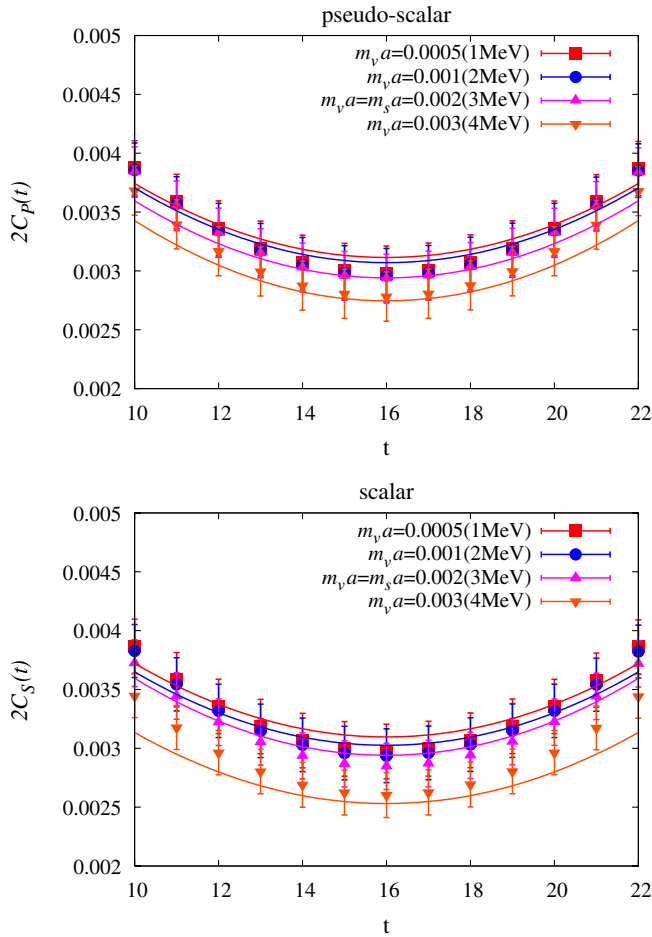 pseudo-scalar
0.005
0.0045
0.004
0.0035
0.003
0.0025
0.002
2C_P(t)
m_v a=0.0005(1MeV)
m_v a=0.001(2MeV)
m_v a=m_s a=0.002(3MeV)
m_v a=0.003(4MeV)
10 12 14 16 18 20 22
t
scalar
0.005
0.0045
0.004
0.0035
0.003
0.0025
0.002
2C_S(t)
m_v a=0.0005(1MeV)
m_v a=0.001(2MeV)
m_v a=m_s a=0.002(3MeV)
m_v a=0.003(4MeV)
10 12 14 16 18 20 22
t